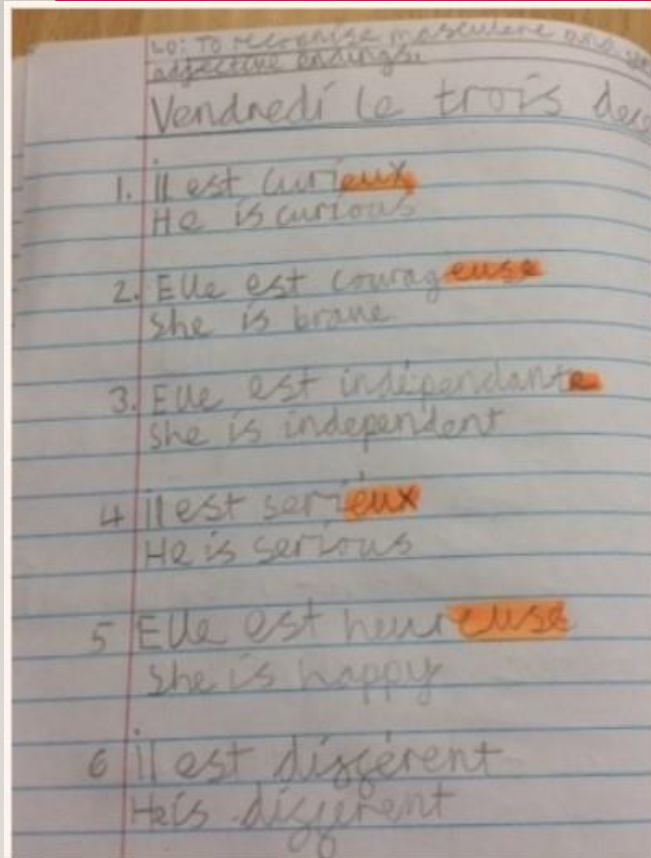 LO: To recognise masculine and
adjective endings.
Vendredi le trois
1. il est curieux
He is curious
2. Elle est courageuse
She is brave
3. Elle est indépendante
She is independent
4 il est serieux
He is serious
5 Elle est heureuse
She is happy
6 il est différent
He is different